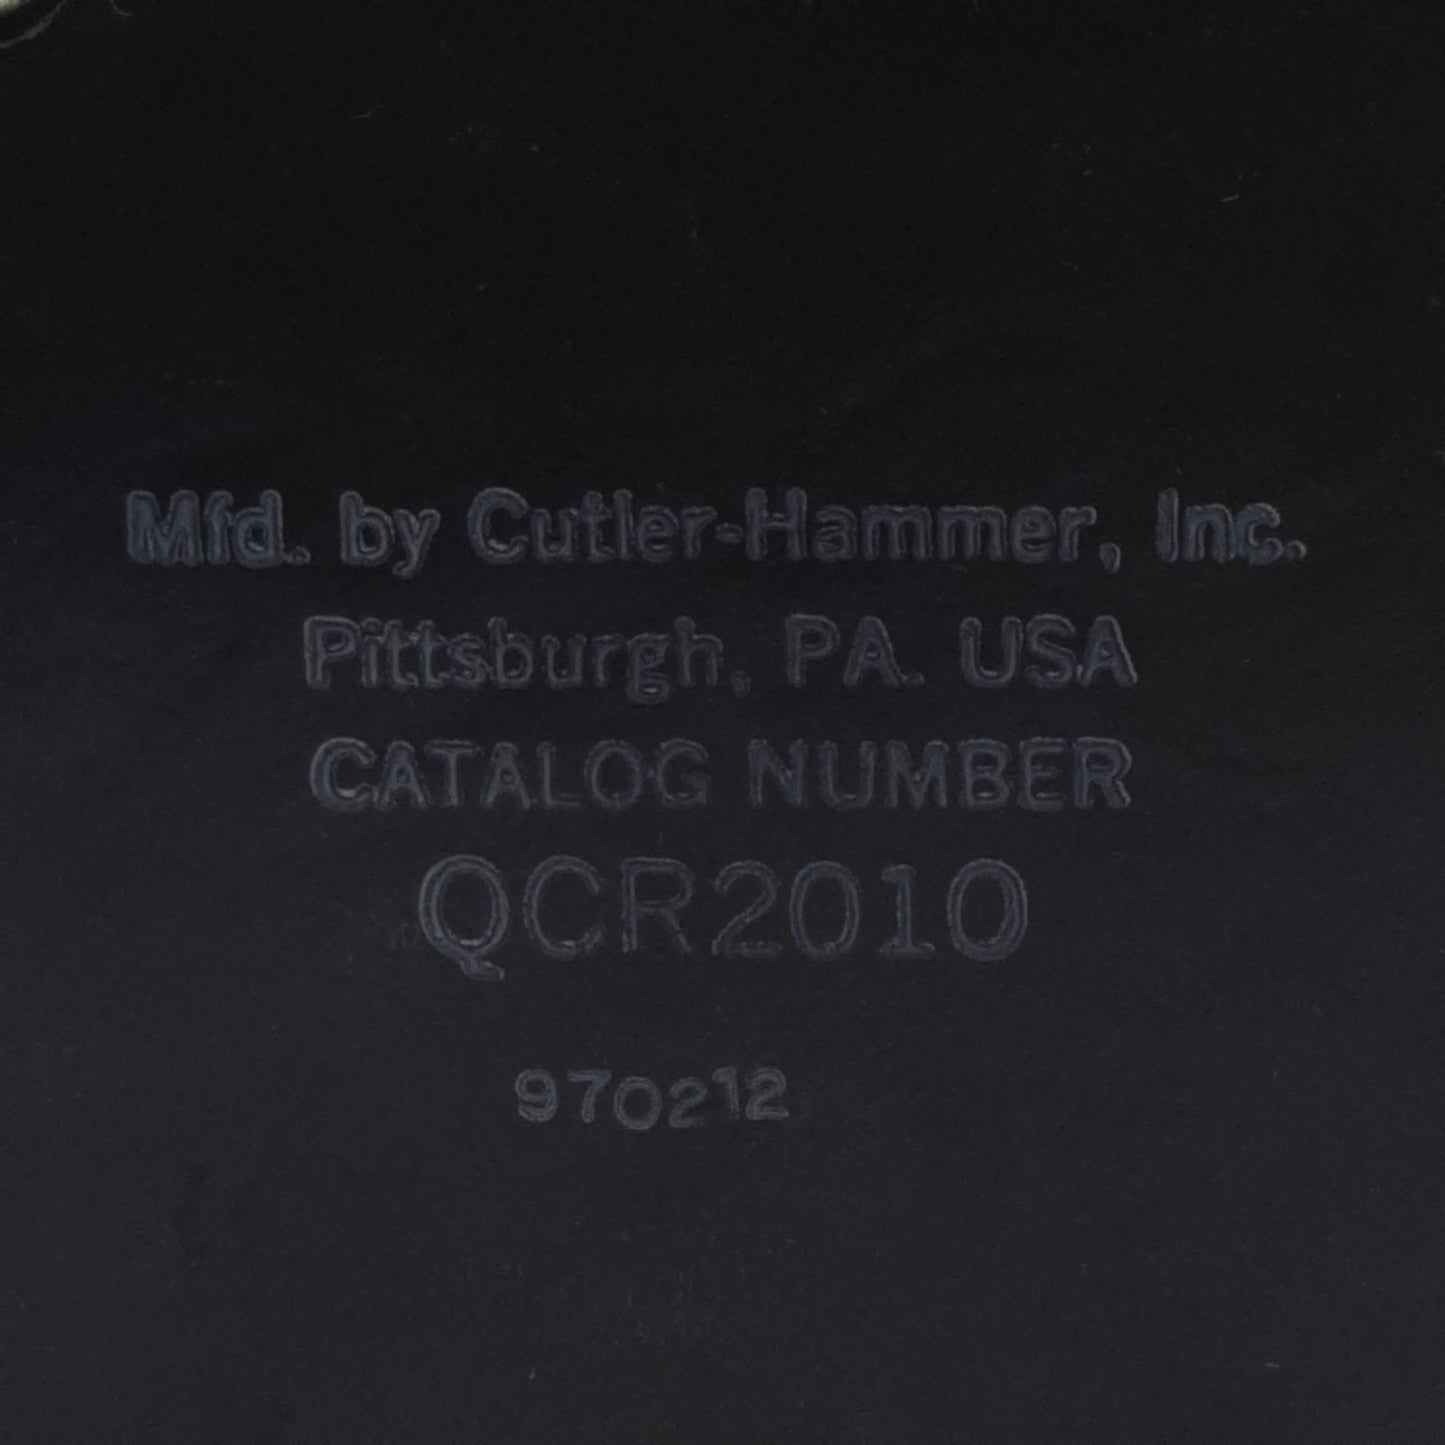 Mfd. by Cutler-Hammer, Inc.
Pittsburgh, PA. USA
CATALOG NUMBER
QCR2010
970212